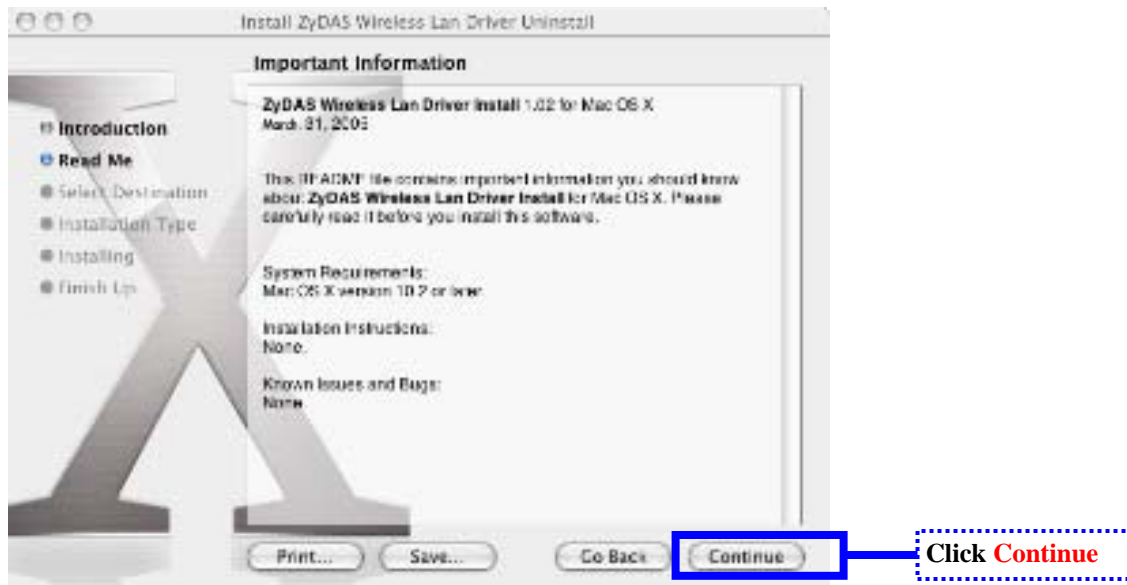 Install ZyDAS Wireless Lan Driver Uninstall
Important Information
Introduction
Read Me
Select Destination
Installation Type
Installing
Finish Up
ZyDAS Wireless Lan Driver Install 1.02 for Mac OS X
March 31,
This README file contains important information you should know
about ZyDAS Wireless Lan Driver Install for Mac OS X. Please
carefully read it before you install this software.
System Requirements:
Mac OS X version 10.2 or later
Installation Instructions:
None.
Known Issues and Bugs:
None
Print...
Save...
Go Back
Continue
Click Continue